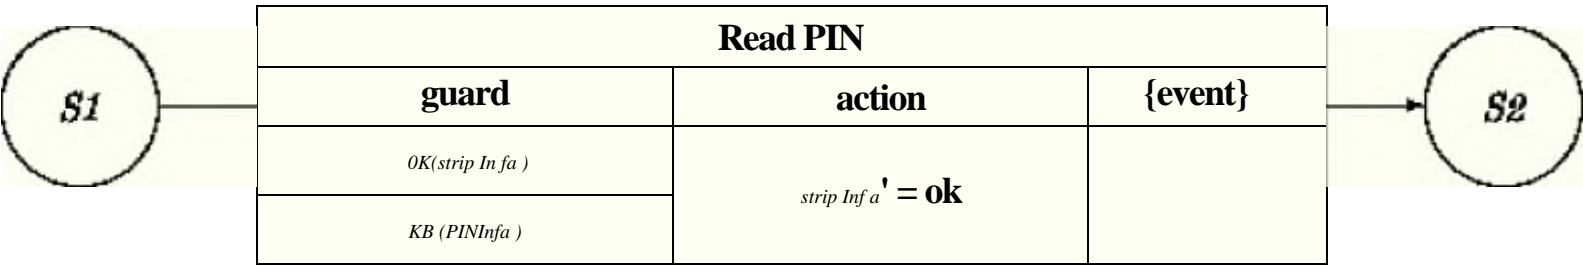 Read PIN
guard action {event}
S1
S2
0K(strip In fa )
strip Inf a' = ok
KB (PINInfa )